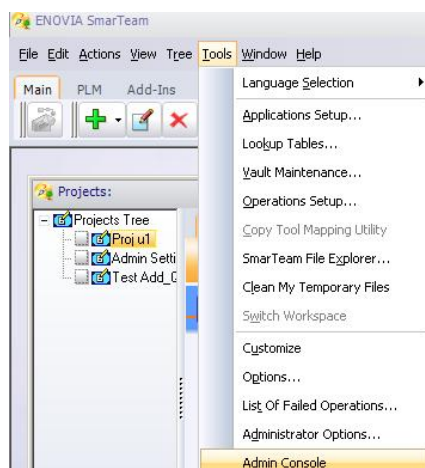 ENOVIA SmarTeam
File Edit Actions View Tree Tools Window Help
Main PLM Add-Ins
Projects:
Projects Tree
Proj u1
Admin Setti
Test Add_G
Language Selection
Applications Setup...
Lookup Tables...
Vault Maintenance...
Operations Setup...
Copy Tool Mapping Utility
SmarTeam File Explorer...
Clean My Temporary Files
Switch Workspace
Customize
Options...
List Of Failed Operations...
Administrator Options...
Admin Console